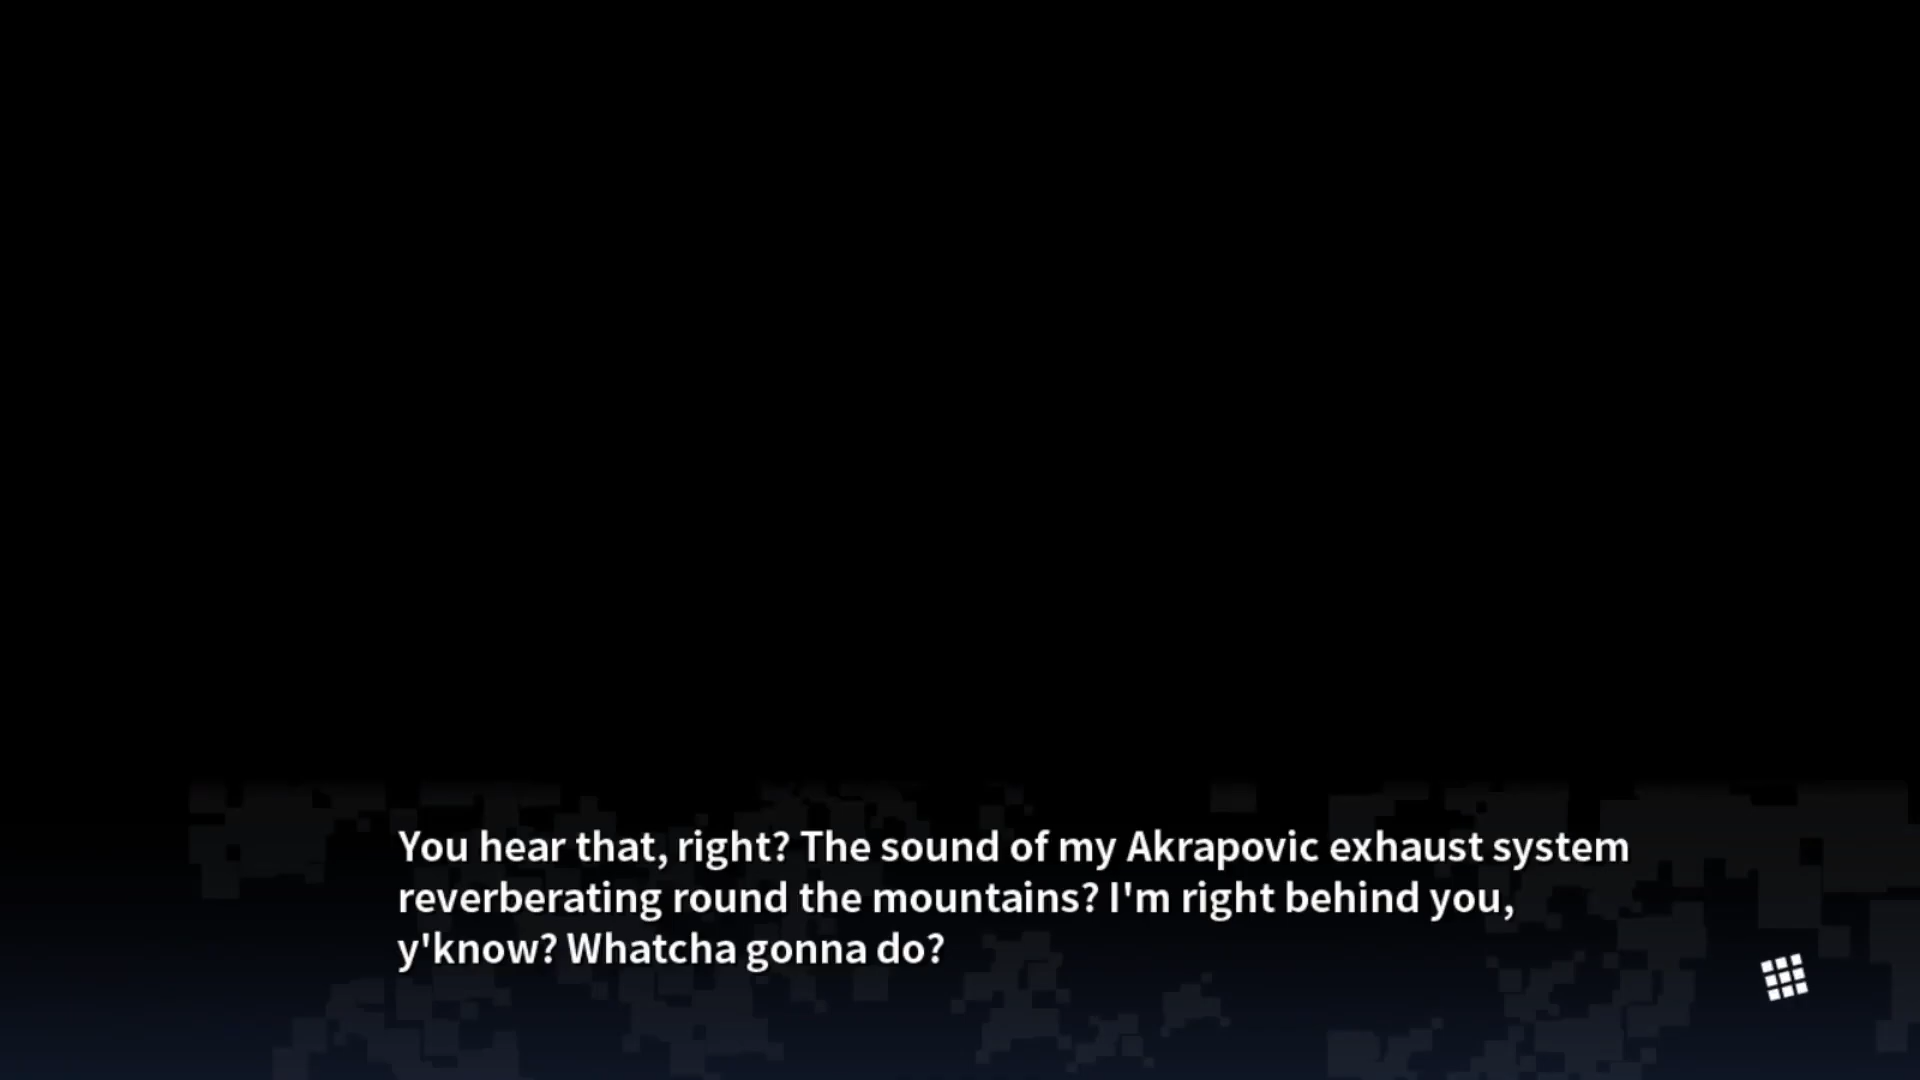 You hear that, right? The sound of my Akrapovic exhaust system
reverberating round the mountains? I'm right behind you,
y'know? Whatcha gonna do?